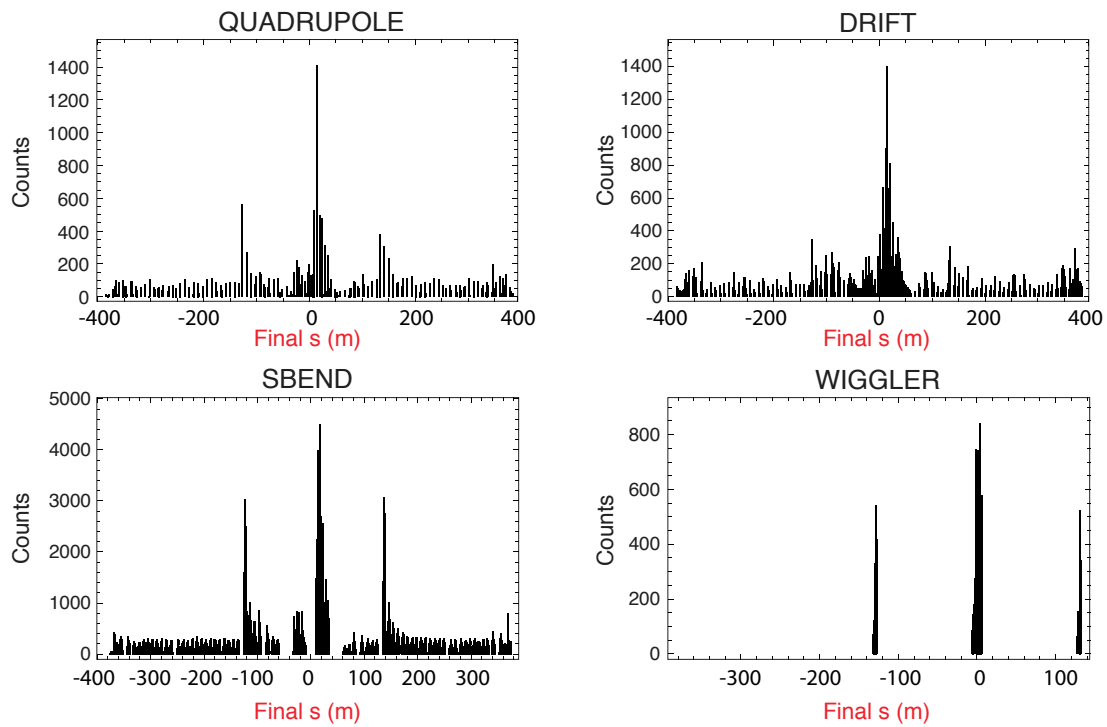 QUADRUPOLE
1400
1200
1000
800
600
400
200
0
Counts
-400 -200 0 200 400
Final s (m)
DRIFT
1400
1200
1000
800
600
400
200
0
Counts
-400 -200 0 200 400
Final s (m)
SBEND
5000
4000
3000
2000
1000
0
Counts
-400 -300 -200 -100 0 100 200 300
Final s (m)
WIGGLER
800
600
400
200
0
Counts
-300 -200 -100 0 100
Final s (m)